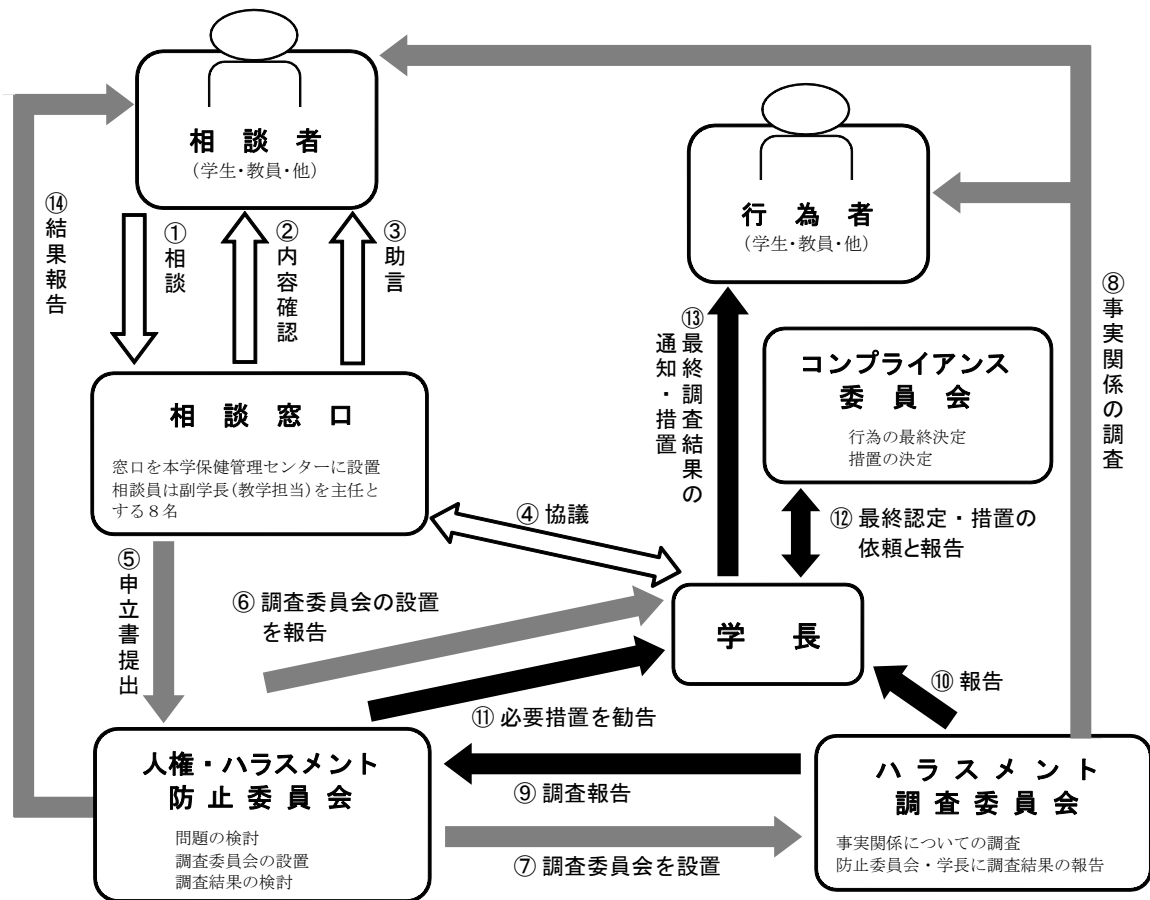 相談者
(学生・教員・他)
行為者
(学生・教員・他)
⑭結果報告
①相談
②内容確認
③助言
⑧事実関係の調査
⑬最終調査結果の
通知・措置
コンプライアンス
委員会
行為の最終決定
措置の決定
相談窓口
窓口を本学保健管理センターに設置
相談員は副学長(教学担当)を主任と
する8名
④ 協議
⑫ 最終認定・措置の
依頼と報告
⑤申立書提出
⑥ 調査委員会の設置
を報告
学長
⑩ 報告
⑪ 必要措置を勧告
人権・ハラスメント
防止委員会
問題の検討
調査委員会の設置
調査結果の検討
⑨ 調査報告
⑦ 調査委員会を設置
ハラスメント
調査委員会
事実関係についての調査
防止委員会・学長に調査結果の報告